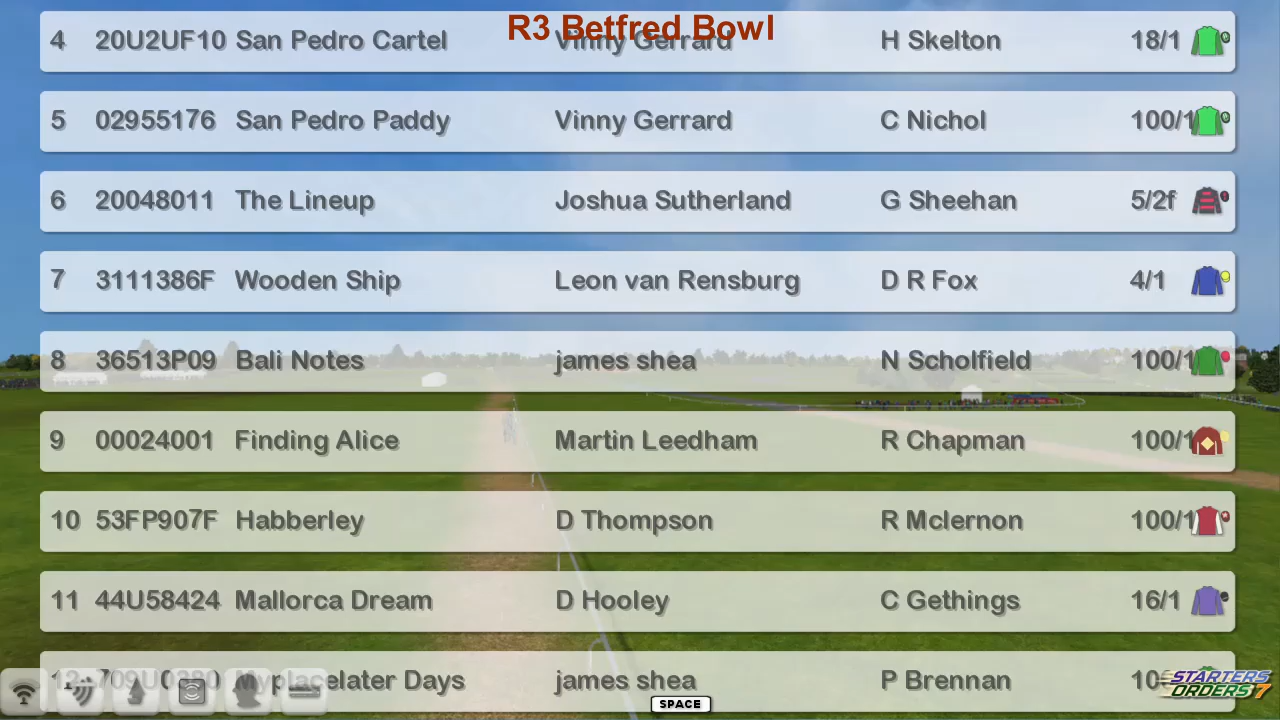 R3 Betfred Bowl
4 20U2UF10 San Pedro Cartel Vinny Gerrard H Skelton 18/1
5 02955176 San Pedro Paddy Vinny Gerrard C Nichol 100/1
6 20048011 The Lineup Joshua Sutherland G Sheehan 5/2f
7 3111386F Wooden Ship Leon van Rensburg D R Fox 4/1
8 36513P09 Bali Notes james shea N Scholfield 100/1
9 00024001 Finding Alice Martin Leedham R Chapman 100/1
10 53FP907F Habberley D Thompson R Mclernon 100/1
11 44U58424 Mallorca Dream D Hooley C Gethings 16/1
12 Myplacelater Days james shea P Brennan
SPACE
STARTERS
ORDERS 7